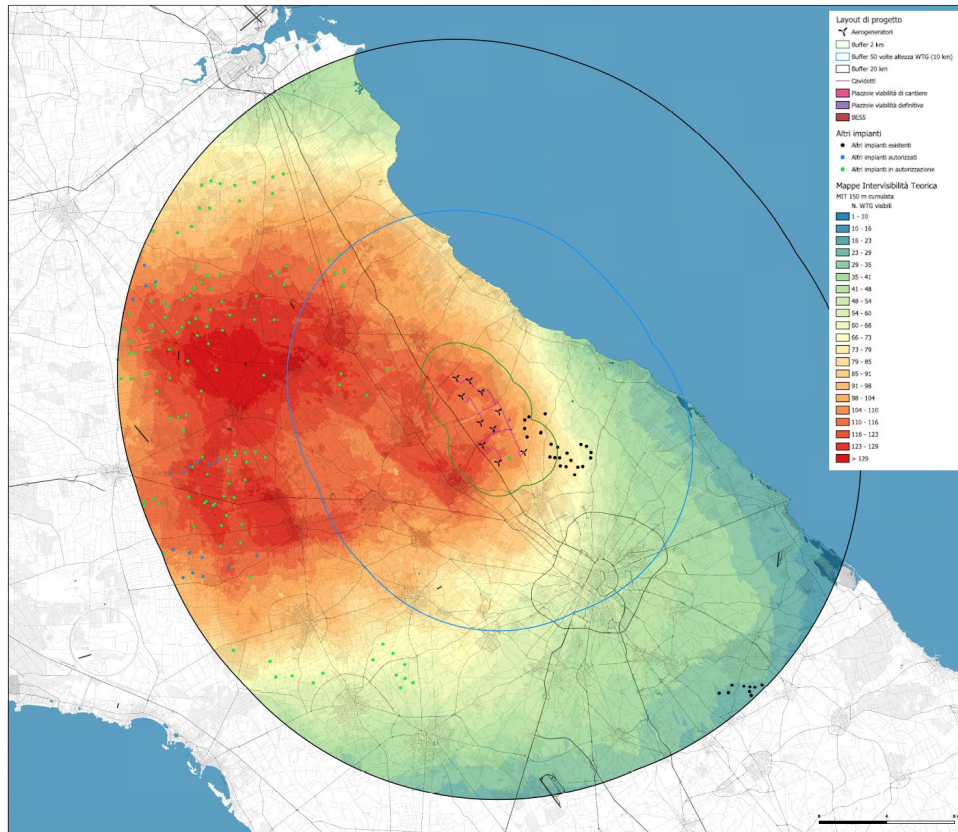 Layout di progetto
Aerogeneratori
Buffer 2 km
Buffer 50 volte altezza WTG (10 km)
Buffer 20 km
Cavidotti
Piazzole viabilità di cantiere
Piazzole viabilità definitiva
BESS
Altri impianti
Altri impianti esistenti
Altri impianti autorizzati
Altri impianti in autorizzazione
Mappe Intervisibilità Teorica
MIT 150 m cumulata
N. WTG visibili
1 - 10
10 - 16
16 - 23
23 - 29
29 - 35
35 - 41
41 - 48
48 - 54
54 - 60
60 - 66
66 - 73
73 - 79
79 - 85
85 - 91
91 - 98
98 - 104
104 - 110
110 - 116
116 - 123
123 - 129
> 129
0 4